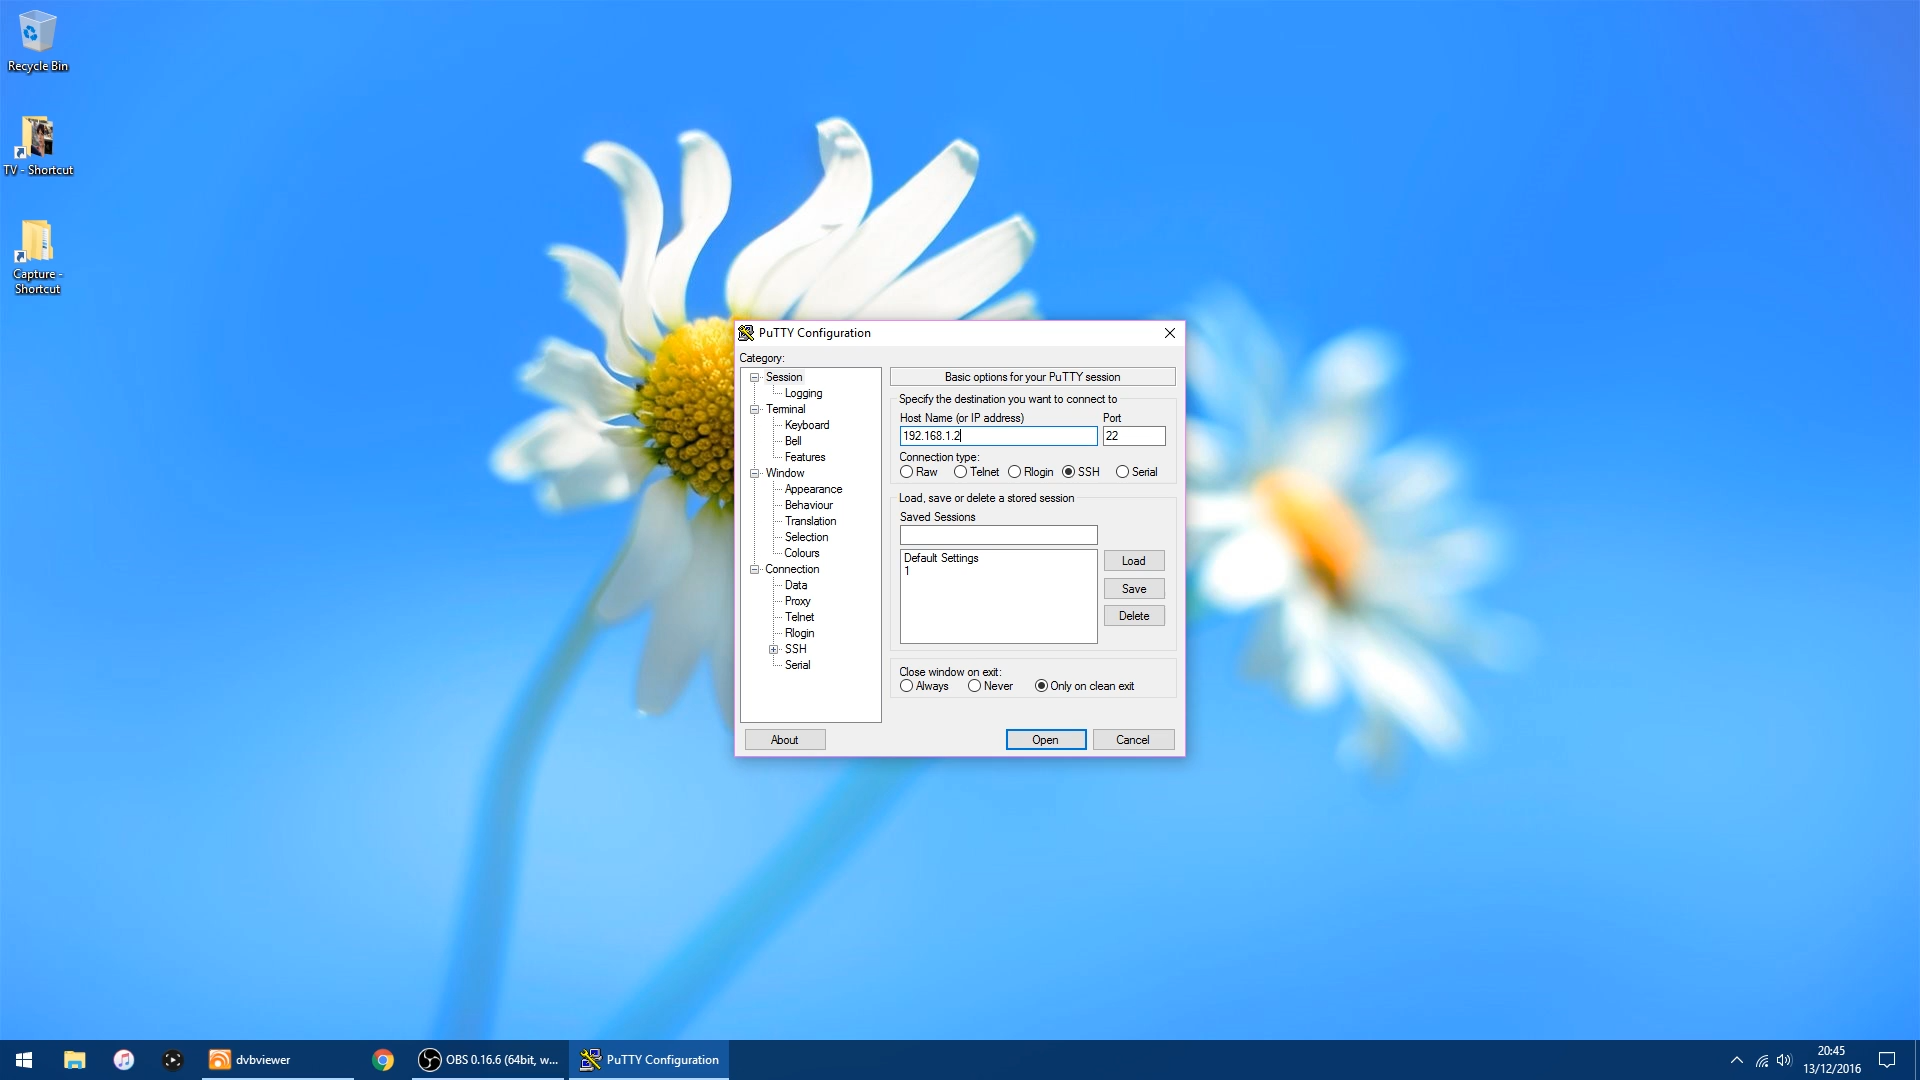 Recycle Bin
TV - Shortcut
Capture -
Shortcut
PuTTY Configuration
Category:
Session
Logging
Terminal
Keyboard
Bell
Features
Window
Appearance
Behaviour
Translation
Selection
Colours
Connection
Data
Proxy
Telnet
Rlogin
SSH
Serial
Basic options for your PuTTY session
Specify the destination you want to connect to
Host Name (or IP address) Port
192.168.1.2 22
Connection type:
Raw Telnet Rlogin SSH Serial
Load, save or delete a stored session
Saved Sessions
Default Settings
1
Load
Save
Delete
Close window on exit:
Always Never Only on clean exit
About Open Cancel
dvbviewer
OBS 0.16.6 (64bit, w...
PuTTY Configuration
20:45
13/12/2016